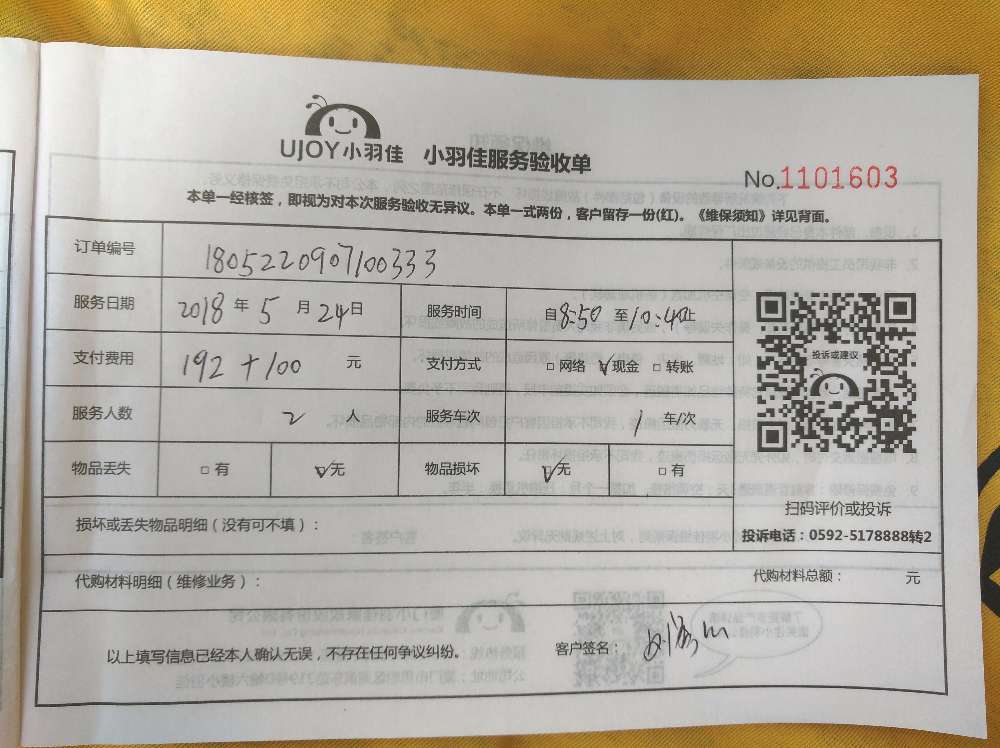 UJOY小羽佳 小羽佳服务验收单
No.1101603
本单一经核签，即视为对本次服务验收无异议。本单一式两份，客户留存一份(红)。《维保须知》详见背面。
订单编号 1805220907100333
服务日期 2018 年 5 月 24 日 服务时间 自 8:50 至 10:40 止
支付费用 192 + 100 元 支付方式 □ 网络 ☑ 现金 □ 转账
服务人数 2 人 服务车次 1 车/次
物品丢失 □ 有 ☑ 无 物品损坏 ☑ 无 □ 有
投诉或建议
扫码评价或投诉
投诉电话：0592-5178888转2
损坏或丢失物品明细（没有可不填）：
代购材料明细（维修业务）： 代购材料总额： 元
以上填写信息已经本人确认无误，不存在任何争议纠纷。 客户签名：